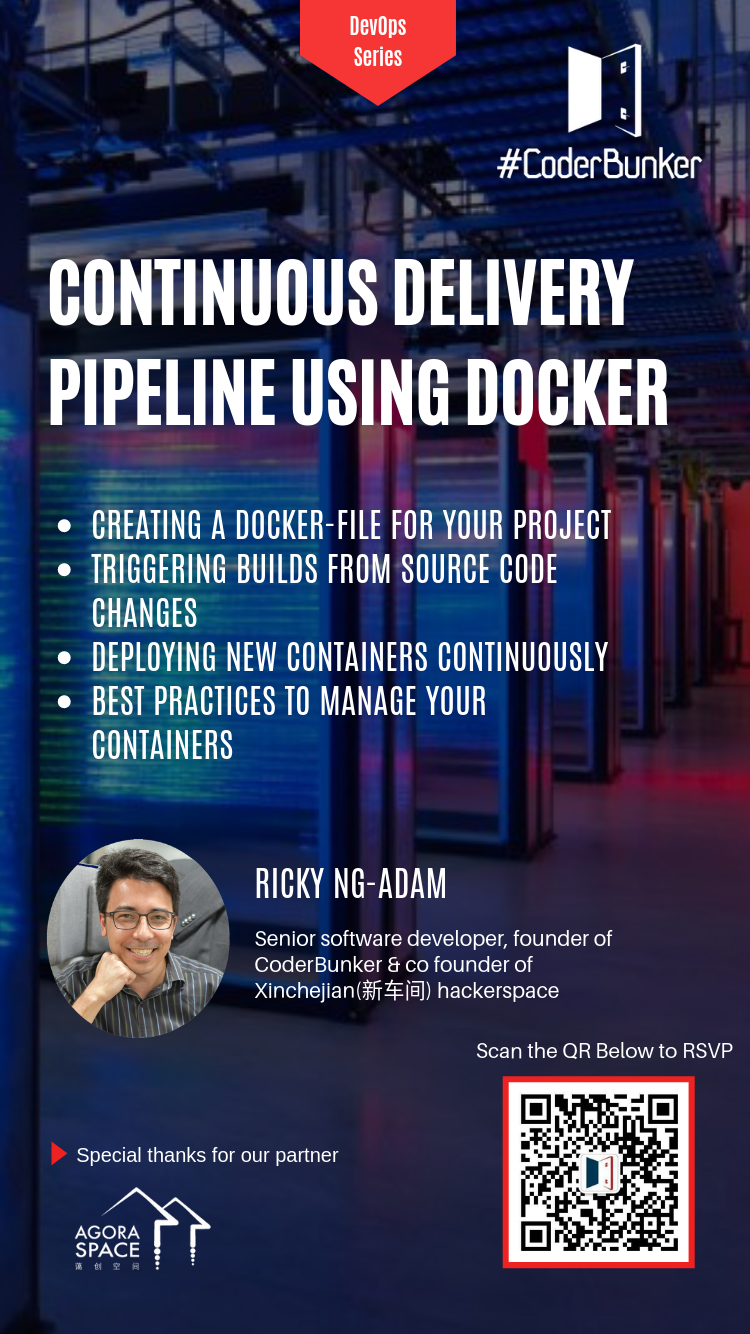 DevOps
Series
#CoderBunker
CONTINUOUS DELIVERY
PIPELINE USING DOCKER
CREATING A DOCKER-FILE FOR YOUR PROJECT
TRIGGERING BUILDS FROM SOURCE CODE
CHANGES
DEPLOYING NEW CONTAINERS CONTINUOUSLY
BEST PRACTICES TO MANAGE YOUR
CONTAINERS
RICKY NG-ADAM
Senior software developer, founder of
CoderBunker & co founder of
Xinchejian(新车间) hackerspace
Scan the QR Below to RSVP
Special thanks for our partner
AGORA
SPACE
创空间